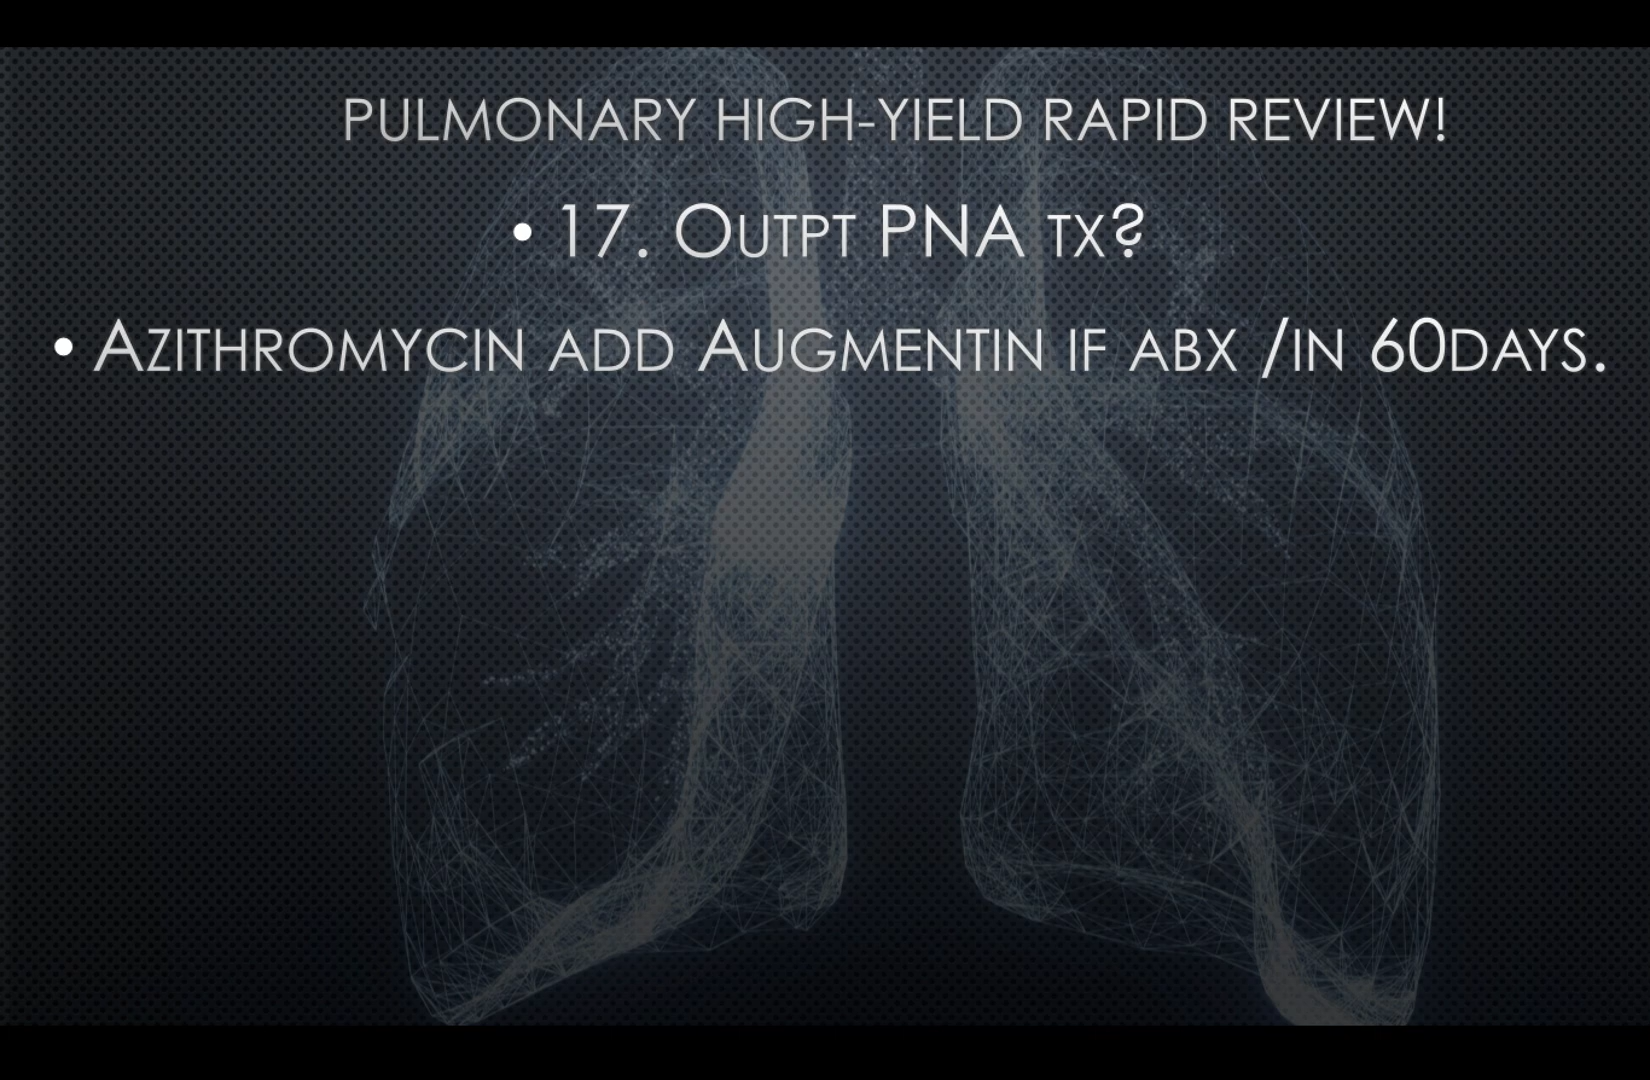 PULMONARY HIGH-YIELD RAPID REVIEW!
• 17. OUTPT PNA TX?
• AZITHROMYCIN ADD AUGMENTIN IF ABX /IN 60DAYS.